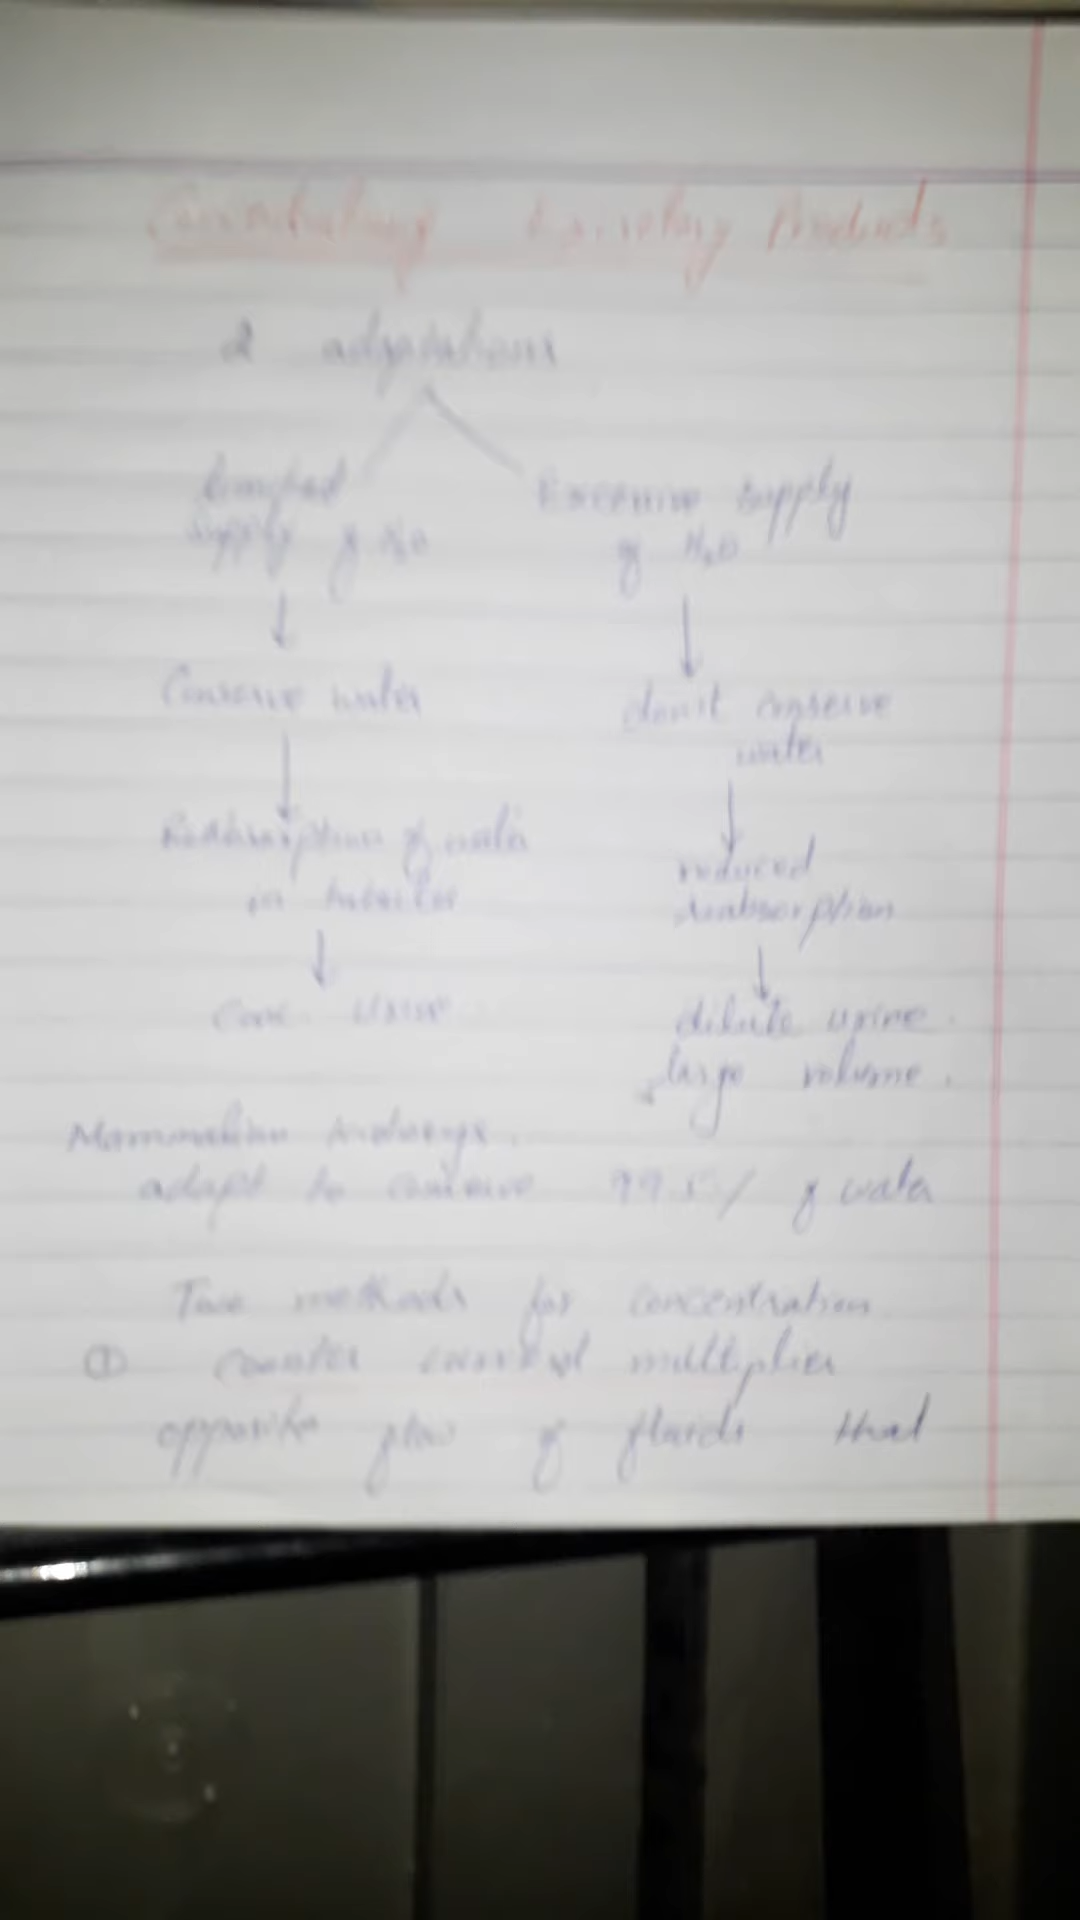 Products
2 adaptations
limited
supply of H₂O
Excessive supply
of H₂O
Conserve water
don't conserve
water
Reabsorption of water
in tubules
reduced
reabsorption
conc. urine
dilute urine.
large volume.
Mammalian kidneys
adapt to conserve 99.5% of water
Two methods for concentration
① counter current multiplier
opposite flow of fluids that